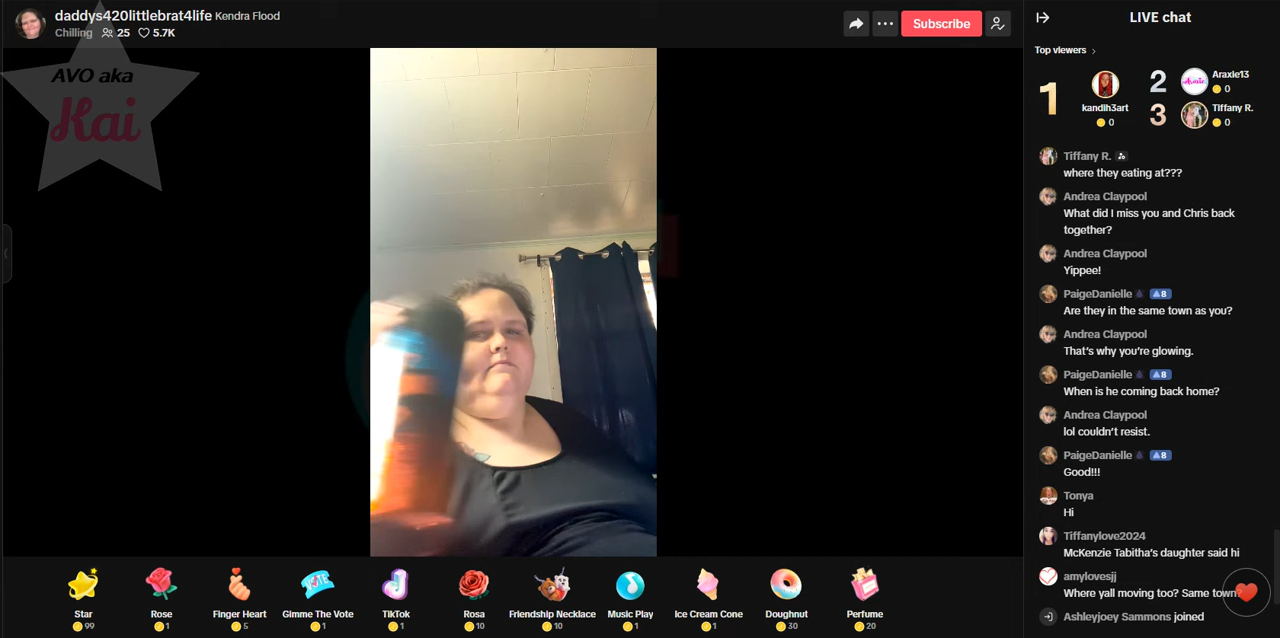 daddys420littlebrat4life Kendra Flood
Chilling 25 5.7K
Subscribe
AVO aka
Kai
LIVE chat
Top viewers
1
kandih3art
0
2
Araxie13
0
3
Tiffany R.
0
Tiffany R.
where they eating at???
Andrea Claypool
What did I miss you and Chris back
together?
Andrea Claypool
Yippee!
PaigeDanielle 8
Are they in the same town as you?
Andrea Claypool
That's why you're glowing.
PaigeDanielle 8
When is he coming back home?
Andrea Claypool
lol couldn't resist.
PaigeDanielle 8
Good!!!
Tonya
Hi
Tiffanylove2024
McKenzie Tabitha's daughter said hi
amylovesjj
Where yall moving too? Same town?
Ashleyjoey Sammons joined
Star
99
Rose
1
Finger Heart
5
Gimme The Vote
1
TikTok
1
Rosa
10
Friendship Necklace
10
Music Play
1
Ice Cream Cone
1
Doughnut
30
Perfume
20